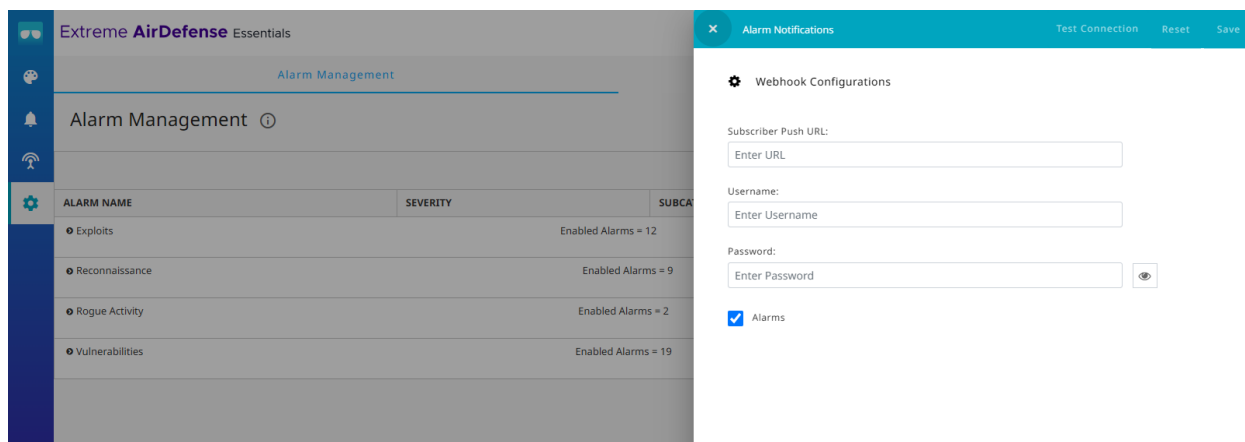 Extreme AirDefense Essentials
Alarm Management
Alarm Management
ALARM NAME SEVERITY SUBCA
Exploits Enabled Alarms = 12
Reconnaissance Enabled Alarms = 9
Rogue Activity Enabled Alarms = 2
Vulnerabilities Enabled Alarms = 19
Alarm Notifications Test Connection Reset Save
Webhook Configurations
Subscriber Push URL:
Enter URL
Username:
Enter Username
Password:
Enter Password
Alarms